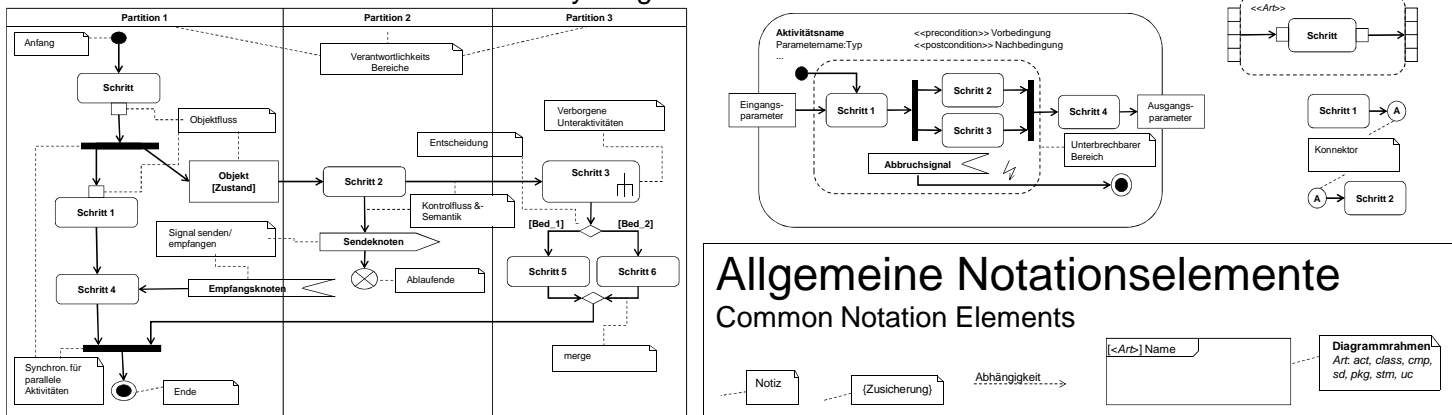 Partition 1
Partition 2
Partition 3
Anfang
Verantwortlichkeits
Bereiche
Schritt
Objektfluss
Verborgene
Unteraktivitäten
Entscheidung
Objekt
[Zustand]
Schritt 2
Schritt 3
Schritt 1
Kontrollfluss &-
Semantik
[Bed_1]
[Bed_2]
Signal senden/
empfangen
Sendeknoten
Schritt 5
Schritt 6
Schritt 4
Empfangsknoten
Ablaufende
merge
Synchron. für
parallele
Aktivitäten
Ende
Aktivitätsname
<<precondition>> Vorbedingung
Parametername:Typ
<<postcondition>> Nachbedingung
...
Eingangs-
parameter
Schritt 1
Schritt 2
Schritt 3
Schritt 4
Ausgangs-
parameter
Unterbrechbarer
Bereich
Abbruchsignal
<<Art>>
Schritt
Schritt 1
A
Konnektor
A
Schritt 2
Allgemeine Notationselemente
Common Notation Elements
Notiz
{Zusicherung}
Abhängigkeit
[<Art>] Name
Diagrammrahmen
Art: act, class, cmp,
sd, pkg, stm, uc